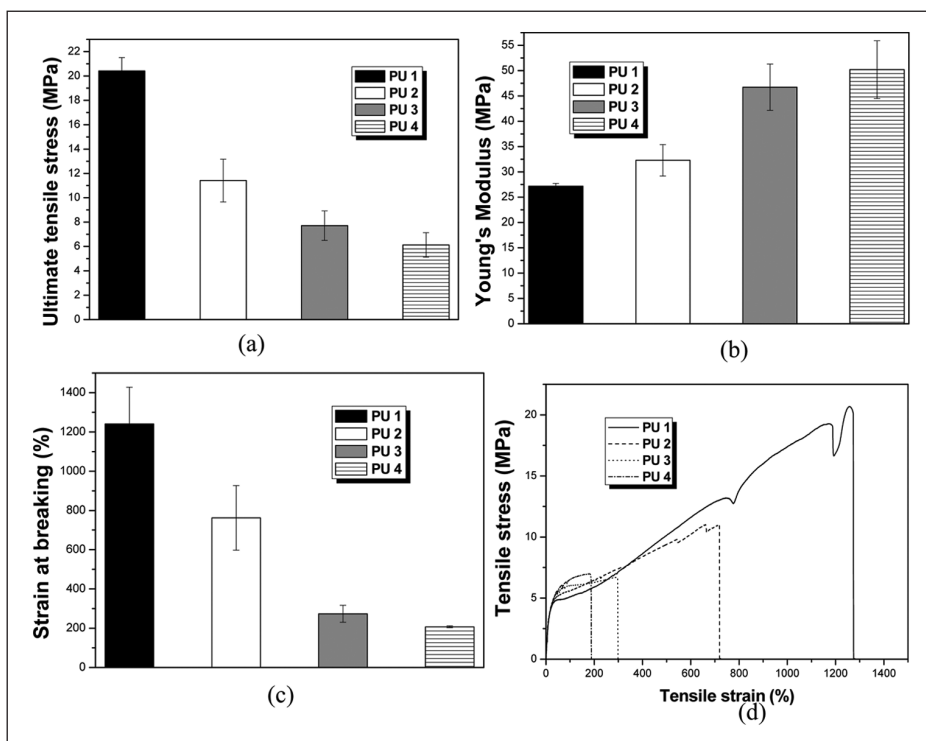 Ultimate tensile stress (MPa)
22
20
18
16
14
12
10
8
6
4
2
0
PU 1
PU 2
PU 3
PU 4
(a)
Young's Modulus (MPa)
55
50
45
40
35
30
25
20
15
10
5
0
PU 1
PU 2
PU 3
PU 4
(b)
Strain at breaking (%)
1400
1200
1000
800
600
400
200
0
PU 1
PU 2
PU 3
PU 4
(c)
Tensile stress (MPa)
20
15
10
5
0
PU 1
PU 2
PU 3
PU 4
0 200 400 600 800 1000 1200 1400
Tensile strain (%)
(d)